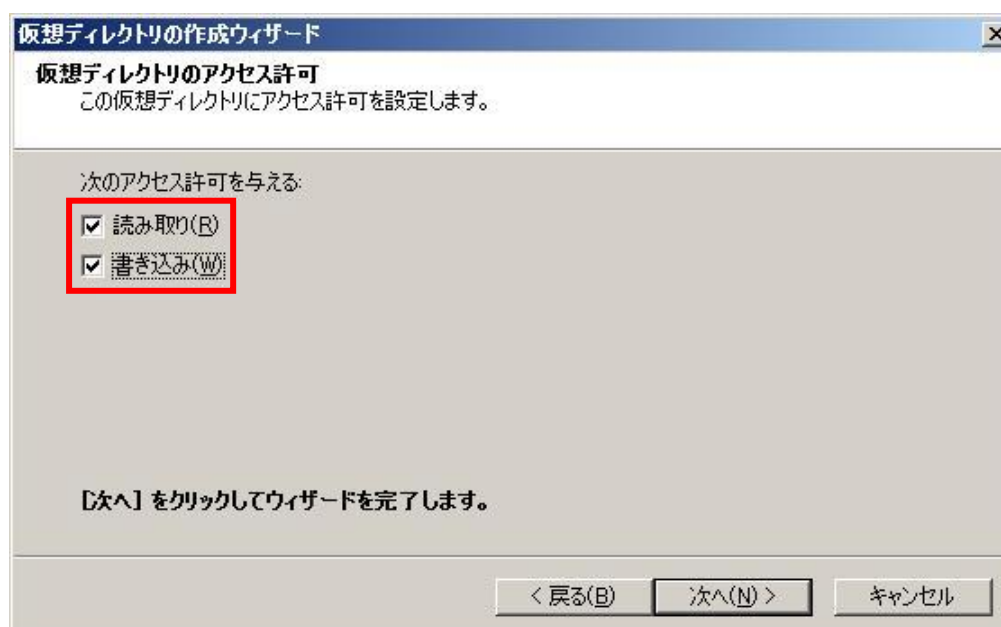 仮想ディレクトリの作成ウィザード
仮想ディレクトリのアクセス許可
この仮想ディレクトリにアクセス許可を設定します。
次のアクセス許可を与える:
読み取り(R)
書き込み(W)
[次へ] をクリックしてウィザードを完了します。
< 戻る(B) 次へ(N) > キャンセル